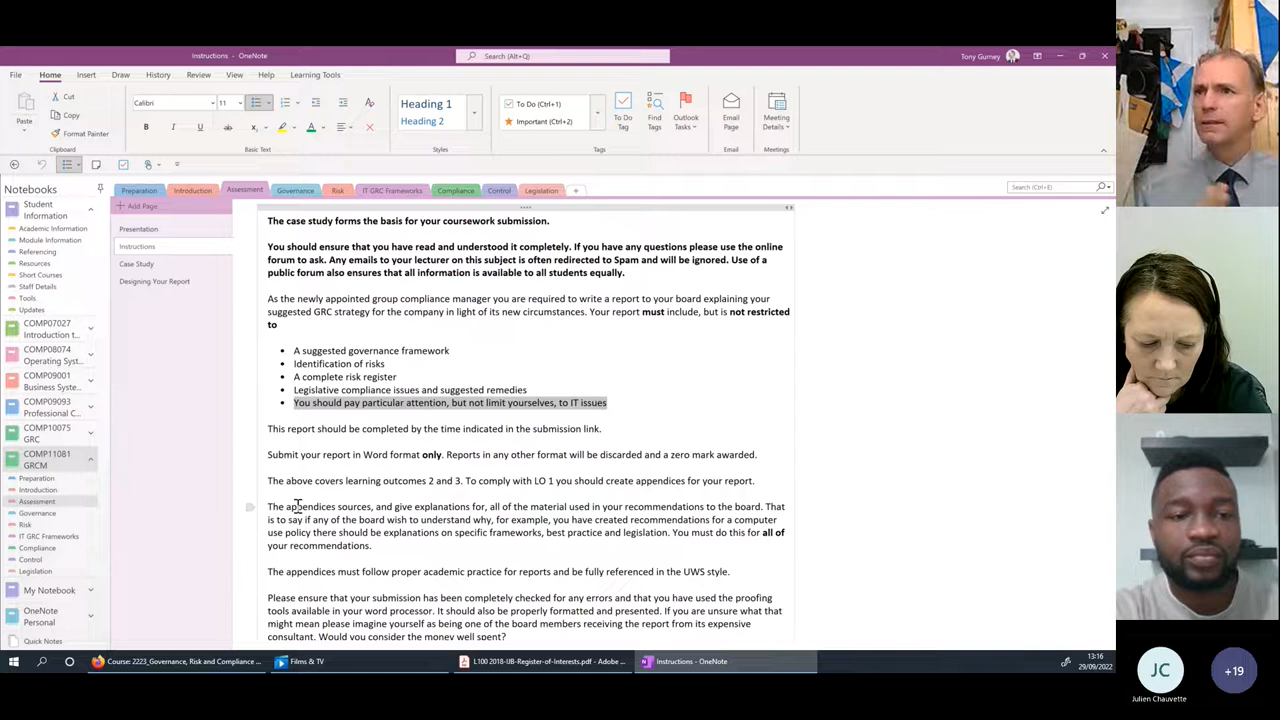 Instructions - OneNote
Search (Alt+Q)
Tony Gurney
File Home Insert Draw History Review View Help Learning Tools
Paste
Cut
Copy
Format Painter
Clipboard
Calibri 11
B I U ab x A
Basic Text
Heading 1
Heading 2
Styles
To Do (Ctrl+1)
Important (Ctrl+2)
To Do Tag
Find Tags
Outlook Tasks
Tags
Email Page
Email
Meeting Details
Meetings
Notebooks
Preparation Introduction Assessment Governance Risk IT GRC Frameworks Compliance Control Legislation +
Search (Ctrl+E)
Student Information
Academic Information
Module Information
Referencing
Resources
Short Courses
Staff Details
Tools
Updates
COMP07027 Introduction t...
COMP08074 Operating Syst...
COMP09001 Business Syste...
COMP09093 Professional C...
COMP10075 GRC
COMP11081 GRCM
Preparation
Introduction
Assessment
Governance
Risk
IT GRC Frameworks
Compliance
Control
Legislation
My Notebook
OneNote Personal
Quick Notes
Add Page
Presentation
Instructions
Case Study
Designing Your Report
The case study forms the basis for your coursework submission.
You should ensure that you have read and understood it completely. If you have any questions please use the online
forum to ask. Any emails to your lecturer on this subject is often redirected to Spam and will be ignored. Use of a
public forum also ensures that all information is available to all students equally.
As the newly appointed group compliance manager you are required to write a report to your board explaining your
suggested GRC strategy for the company in light of its new circumstances. Your report must include, but is not restricted
to
• A suggested governance framework
• Identification of risks
• A complete risk register
• Legislative compliance issues and suggested remedies
• You should pay particular attention, but not limit yourselves, to IT issues
This report should be completed by the time indicated in the submission link.
Submit your report in Word format only. Reports in any other format will be discarded and a zero mark awarded.
The above covers learning outcomes 2 and 3. To comply with LO 1 you should create appendices for your report.
The appendices sources, and give explanations for, all of the material used in your recommendations to the board. That
is to say if any of the board wish to understand why, for example, you have created recommendations for a computer
use policy there should be explanations on specific frameworks, best practice and legislation. You must do this for all of
your recommendations.
The appendices must follow proper academic practice for reports and be fully referenced in the UWS style.
Please ensure that your submission has been completely checked for any errors and that you have used the proofing
tools available in your word processor. It should also be properly formatted and presented. If you are unsure what that
might mean please imagine yourself as being one of the board members receiving the report from its expensive
consultant. Would you consider the money well spent?
Course: 2223_Governance, Risk and Compliance ...
Films & TV
L100 2018-IJB-Register-of-Interests.pdf - Adobe ...
Instructions - OneNote
13:16
29/09/2022
JC
Julien Chauvette
+19